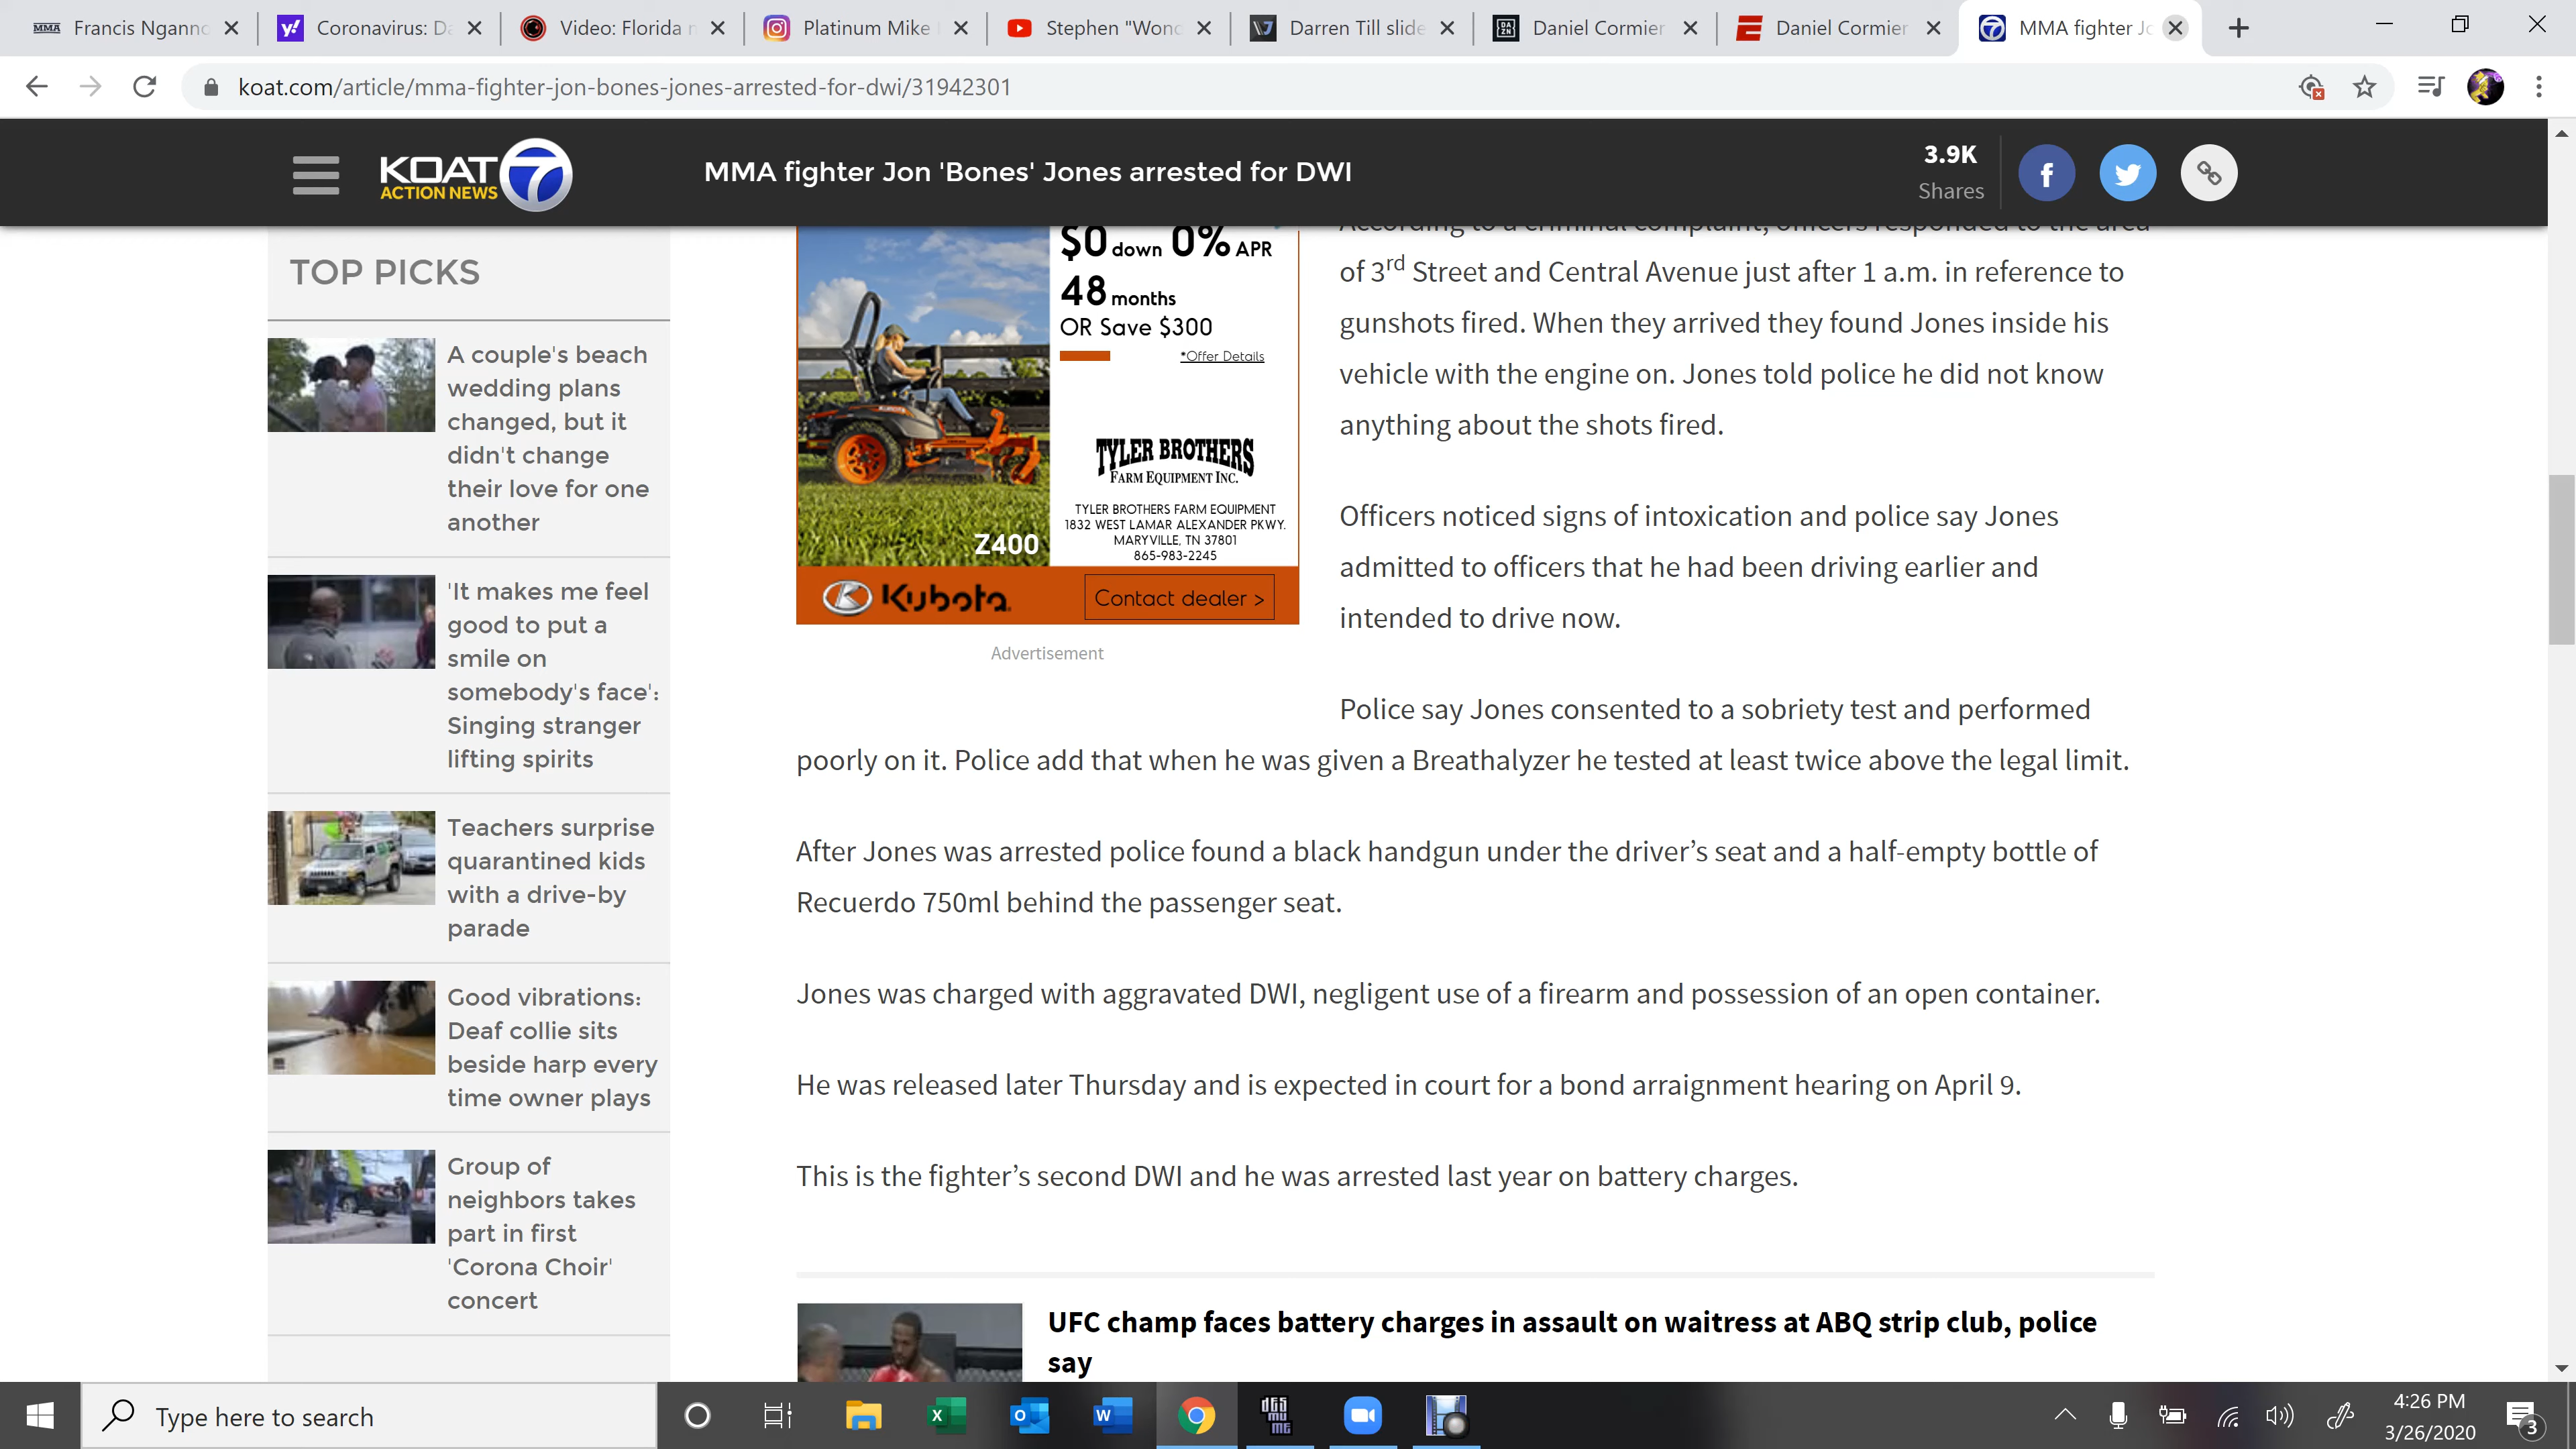 MMA Francis Ngannc
Coronavirus: Da
Video: Florida n
Platinum Mike
Stephen "Wonc
Darren Till slide
DAZN Daniel Cormier
Daniel Cormier
MMA fighter Jc
koat.com/article/mma-fighter-jon-bones-jones-arrested-for-dwi/31942301
KOAT 7
ACTION NEWS
MMA fighter Jon 'Bones' Jones arrested for DWI
3.9K
Shares
TOP PICKS
A couple's beach
wedding plans
changed, but it
didn't change
their love for one
another
'It makes me feel
good to put a
smile on
somebody's face':
Singing stranger
lifting spirits
Teachers surprise
quarantined kids
with a drive-by
parade
Good vibrations:
Deaf collie sits
beside harp every
time owner plays
Group of
neighbors takes
part in first
'Corona Choir'
concert
$0 down 0% APR
48 months
OR Save $300
*Offer Details
TYLER BROTHERS
FARM EQUIPMENT INC.
TYLER BROTHERS FARM EQUIPMENT
1832 WEST LAMAR ALEXANDER PKWY.
MARYVILLE, TN 37801
865-983-2245
Z400
Kubota
Contact dealer >
Advertisement
According to a criminal complaint, officers responded to the area
of 3rd Street and Central Avenue just after 1 a.m. in reference to
gunshots fired. When they arrived they found Jones inside his
vehicle with the engine on. Jones told police he did not know
anything about the shots fired.
Officers noticed signs of intoxication and police say Jones
admitted to officers that he had been driving earlier and
intended to drive now.
Police say Jones consented to a sobriety test and performed
poorly on it. Police add that when he was given a Breathalyzer he tested at least twice above the legal limit.
After Jones was arrested police found a black handgun under the driver’s seat and a half-empty bottle of
Recuerdo 750ml behind the passenger seat.
Jones was charged with aggravated DWI, negligent use of a firearm and possession of an open container.
He was released later Thursday and is expected in court for a bond arraignment hearing on April 9.
This is the fighter’s second DWI and he was arrested last year on battery charges.
UFC champ faces battery charges in assault on waitress at ABQ strip club, police
say
Type here to search
4:26 PM
3/26/2020
3